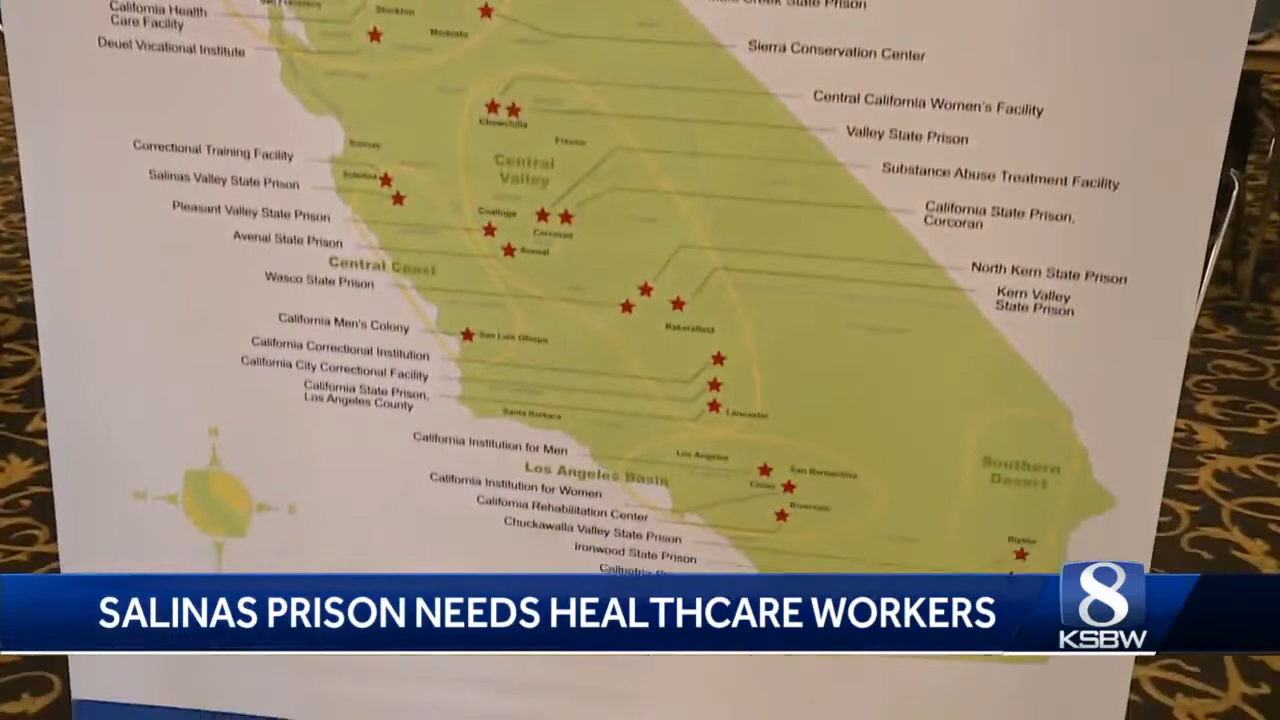 California Health
Care Facility
Stockton
Creek State Prison
Deuel Vocational Institute
Modesto
Sierra Conservation Center
Central California Women's Facility
Chowchilla
Valley State Prison
Fresno
Correctional Training Facility
Central
Valley
Substance Abuse Treatment Facility
Salinas Valley State Prison
Soledad
Pleasant Valley State Prison
Coalinga
California State Prison,
Corcoran
Corcoran
Avenal State Prison
Avenal
Central Coast
North Kern State Prison
Wasco State Prison
Kern Valley
State Prison
California Men's Colony
San Luis Obispo
Bakersfield
California Correctional Institution
California City Correctional Facility
California State Prison,
Los Angeles County
Santa Barbara
Lancaster
California Institution for Men
Los Angeles
San Bernardino
Los Angeles Basin
Southern
Desert
California Institution for Women
Chino
California Rehabilitation Center
Riverside
Chuckawalla Valley State Prison
Ironwood State Prison
Blythe
N
E
SALINAS PRISON NEEDS HEALTHCARE WORKERS
8
KSBW